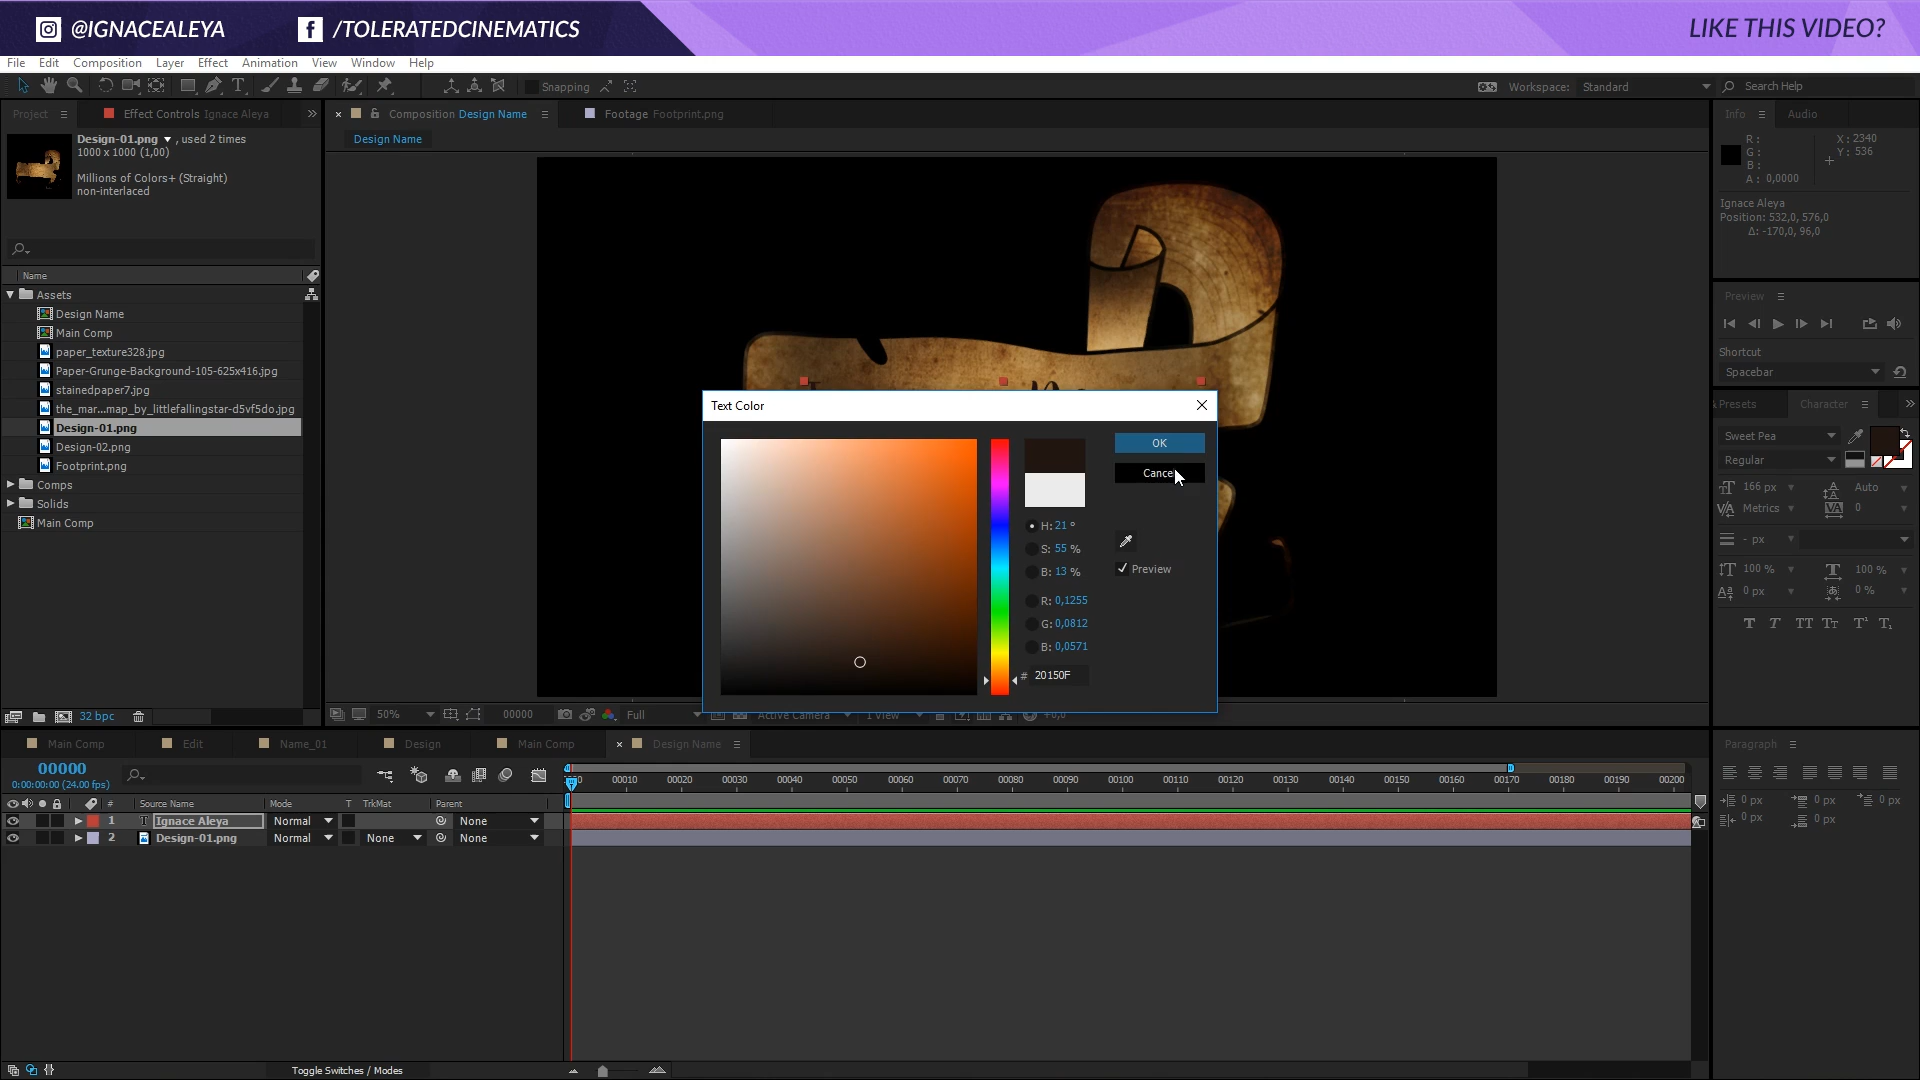 @IGNACEALEYA
/TOLERATEDCINEMATICS
LIKE THIS VIDEO?
File Edit Composition Layer Effect Animation View Window Help
Snapping
Workspace: Standard
Search Help
Project
Effect Controls Ignace Aleya
Composition Design Name
Footage Footprint.png
Info
Audio
Design-01.png , used 2 times
1000 x 1000 (1,00)
Millions of Colors+ (Straight)
non-interlaced
Design Name
R :
G :
B :
A : 0,0000
X : 2340
Y : 536
Ignace Aleya
Position: 532,0, 576,0
Δ: -170,0, 96,0
Name
Assets
Design Name
Main Comp
paper_texture328.jpg
Paper-Grunge-Background-105-625x416.jpg
stainedpaper7.jpg
the_mar...map_by_littlefallingstar-d5vf5do.jpg
Design-01.png
Design-02.png
Footprint.png
Comps
Solids
Main Comp
32 bpc
Preview
Shortcut
Spacebar
Presets
Character
Sweet Pea
Regular
166 px
Auto
Metrics
0
- px
100 %
100 %
0 px
0 %
T T TT Tr T¹ T₁
Text Color
OK
Cancel
H: 21 °
S: 55 %
B: 13 %
Preview
R: 0,1255
G: 0,0812
B: 0,0571
# 20150F
50%
00000
Full
Active Camera
1 View
+0,0
Main Comp
Edit
Name_01
Design
Main Comp
Design Name
Paragraph
00000
0:00:00:00 (24.00 fps)
00010 00020 00030 00040 00050 00060 00070 00080 00090 00100 00110 00120 00130 00140 00150 00160 00170 00180 00190 00200
# Source Name Mode T TrkMat Parent
1 T Ignace Aleya Normal None
2 Design-01.png Normal None None
0 px 0 px 0 px
0 px 0 px
Toggle Switches / Modes